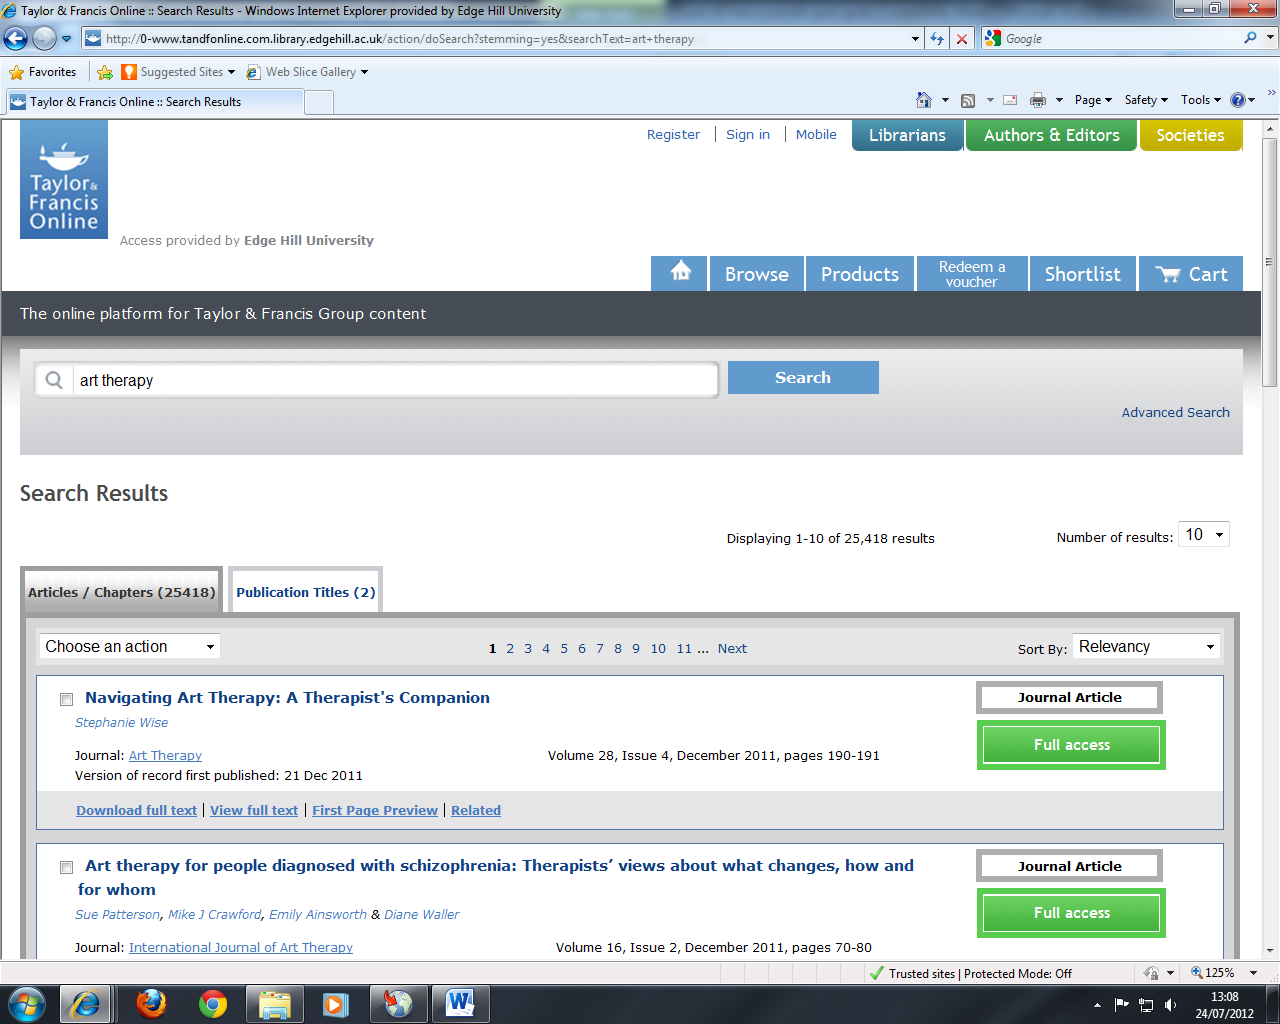 Taylor & Francis Online :: Search Results - Windows Internet Explorer provided by Edge Hill University
http://0-www.tandfonline.com.library.edgehill.ac.uk/action/doSearch?stemming=yes&searchText=art+therapy
Google
Favorites Suggested Sites Web Slice Gallery
Taylor & Francis Online :: Search Results
Page Safety Tools
Register Sign in Mobile Librarians Authors & Editors Societies
Taylor &
Francis
Online
Access provided by Edge Hill University
Browse Products Redeem a voucher Shortlist Cart
The online platform for Taylor & Francis Group content
art therapy
Search
Advanced Search
Search Results
Displaying 1-10 of 25,418 results Number of results: 10
Articles / Chapters (25418) Publication Titles (2)
Choose an action 1 2 3 4 5 6 7 8 9 10 11 ... Next Sort By: Relevancy
Navigating Art Therapy: A Therapist's Companion
Journal Article
Stephanie Wise
Full access
Journal: Art Therapy Volume 28, Issue 4, December 2011, pages 190-191
Version of record first published: 21 Dec 2011
Download full text | View full text | First Page Preview | Related
Art therapy for people diagnosed with schizophrenia: Therapists’ views about what changes, how and
for whom
Journal Article
Sue Patterson, Mike J Crawford, Emily Ainsworth & Diane Waller
Full access
Journal: International Journal of Art Therapy Volume 16, Issue 2, December 2011, pages 70-80
Trusted sites | Protected Mode: Off 125%
13:08
24/07/2012